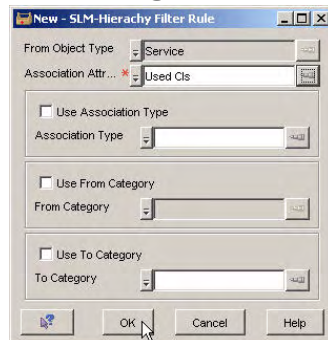 New - SLM-Hierachy Filter Rule
From Object Type Service
Association Attr... * Used CIs
Use Association Type
Association Type
Use From Category
From Category
Use To Category
To Category
OK Cancel Help